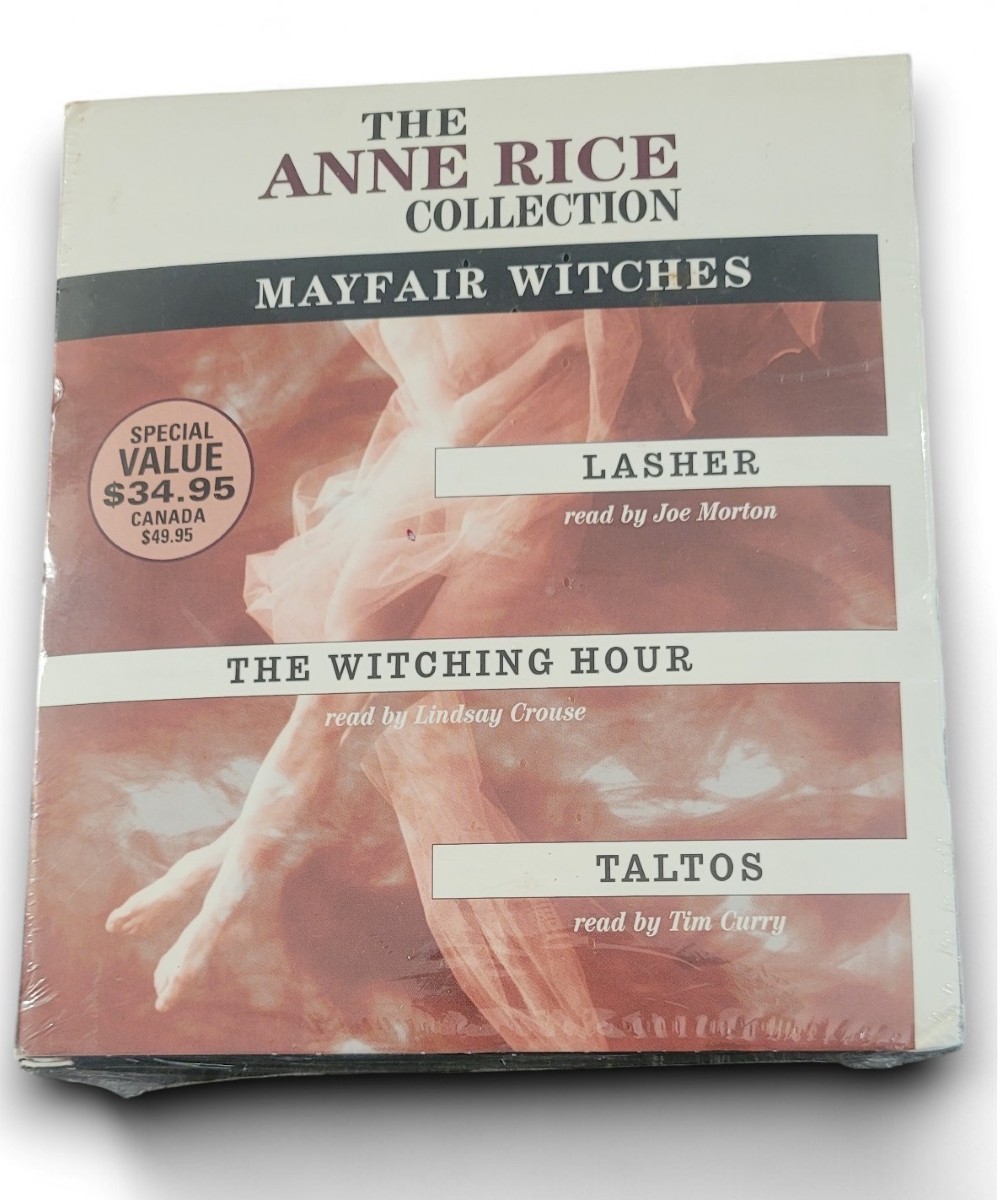 THE
ANNE RICE
COLLECTION
MAYFAIR WITCHES
SPECIAL
VALUE
$34.95
CANADA
$49.95
LASHER
read by Joe Morton
THE WITCHING HOUR
read by Lindsay Crouse
TALTOS
read by Tim Curry